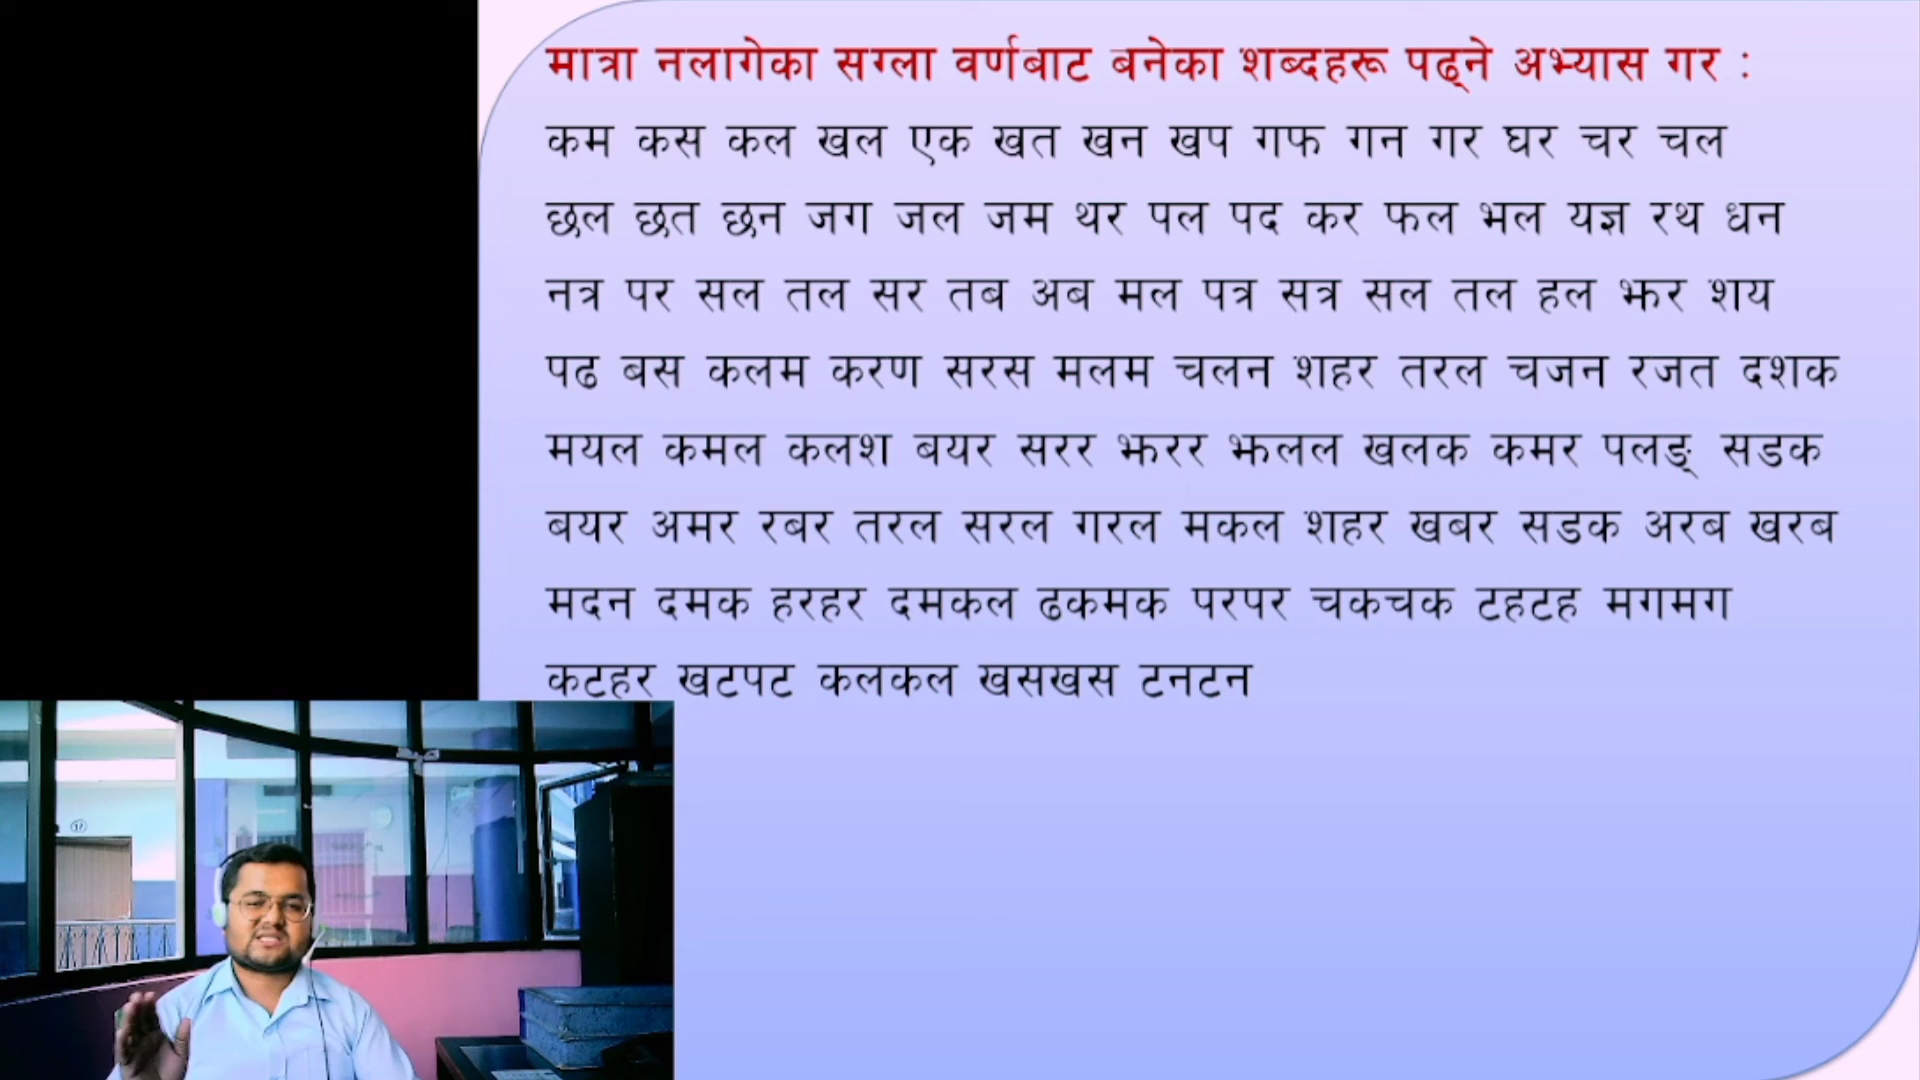 मात्रा नलागेका सग्ला वर्णबाट बनेका शब्दहरू पढ्ने अभ्यास गर :
कम कस कल खल एक खत खन खप गफ गन गर घर चर चल
छल छत छन जग जल जम थर पल पद कर फल भल यज्ञ रथ धन
नत्र पर सल तल सर तब अब मल पत्र सत्र सल तल हल झर शय
पढ बस कलम करण सरस मलम चलन शहर तरल चजन रजत दशक
मयल कमल कलश बयर सरर झरर झलल खलक कमर पलङ् सडक
बयर अमर रबर तरल सरल गरल मकल शहर खबर सडक अरब खरब
मदन दमक हरहर दमकल ढकमक परपर चकचक टहटह मगमग
कटहर खटपट कलकल खसखस टनटन